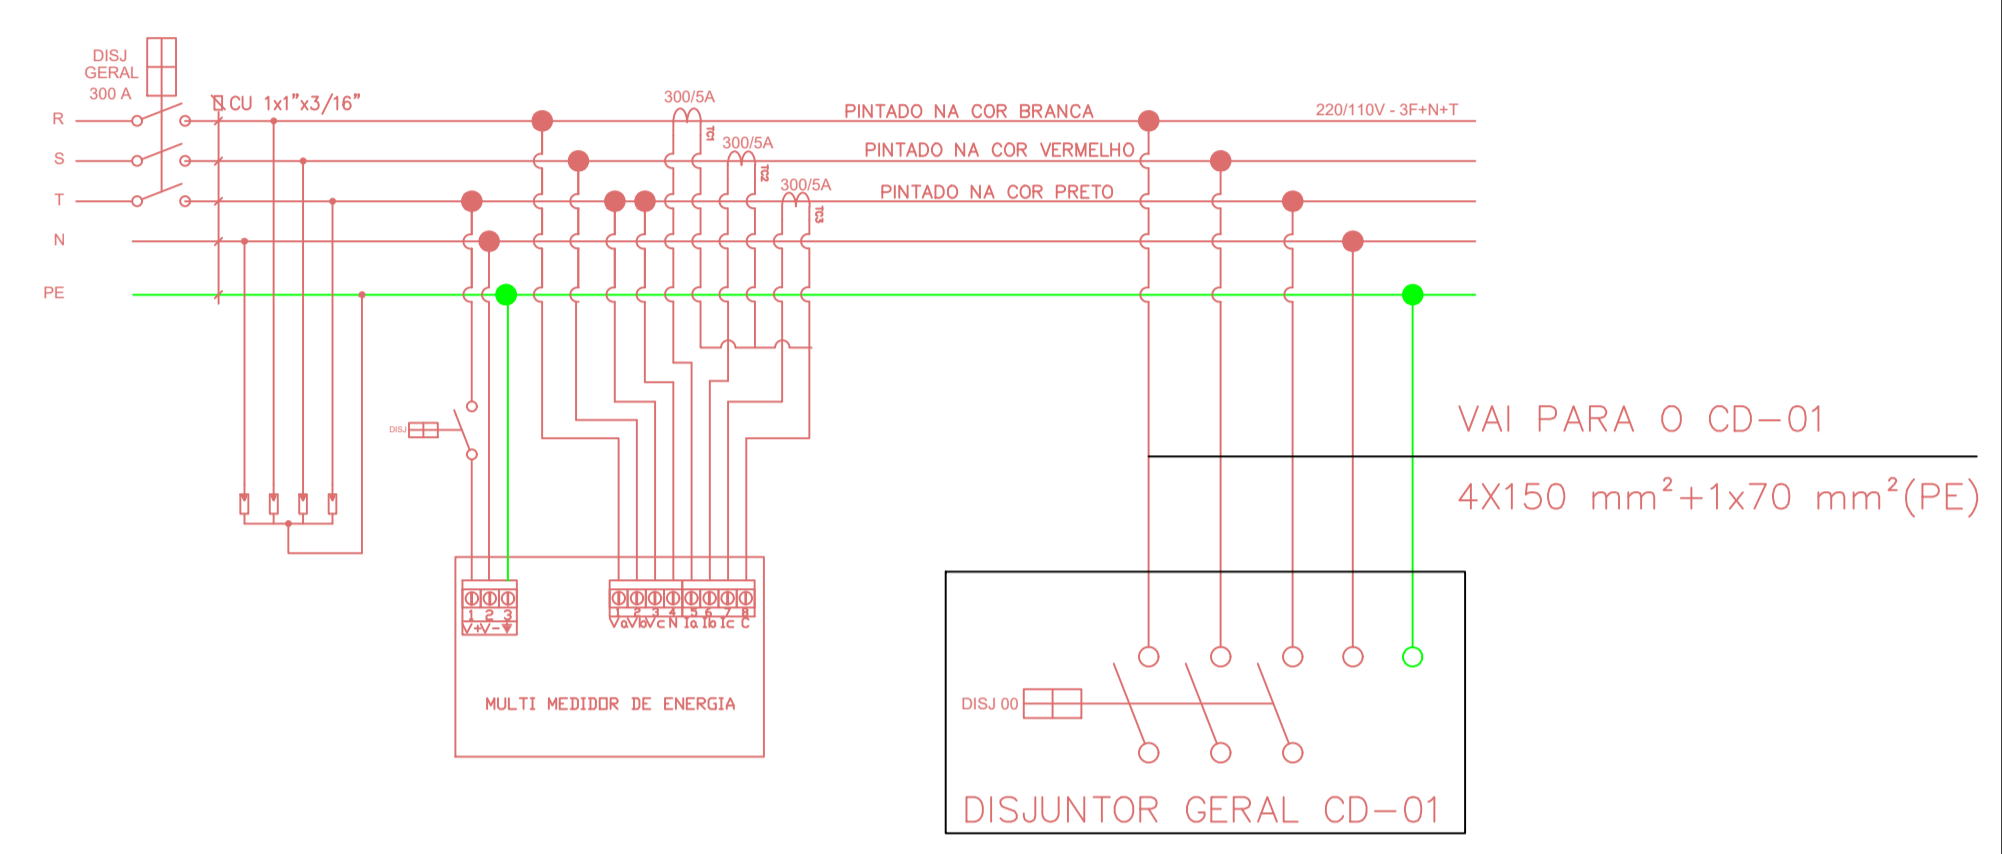 DISJ
GERAL
300 A
CU 1x1"x3/16"
300/5A
PINTADO NA COR BRANCA
220/110V - 3F+N+T
R
TC1
300/5A
PINTADO NA COR VERMELHO
S
TC2
300/5A
PINTADO NA COR PRETO
T
TC3
N
PE
VAI PARA O CD-01
DISJ
4X150 mm²+1x70 mm²(PE)
1 2 3
V+ V-
1 2 3 4 5 6 7 8
Va Vb Vc N Ia Ib Ic C
MULTI MEDIDOR DE ENERGIA
DISJ 00
DISJUNTOR GERAL CD-01